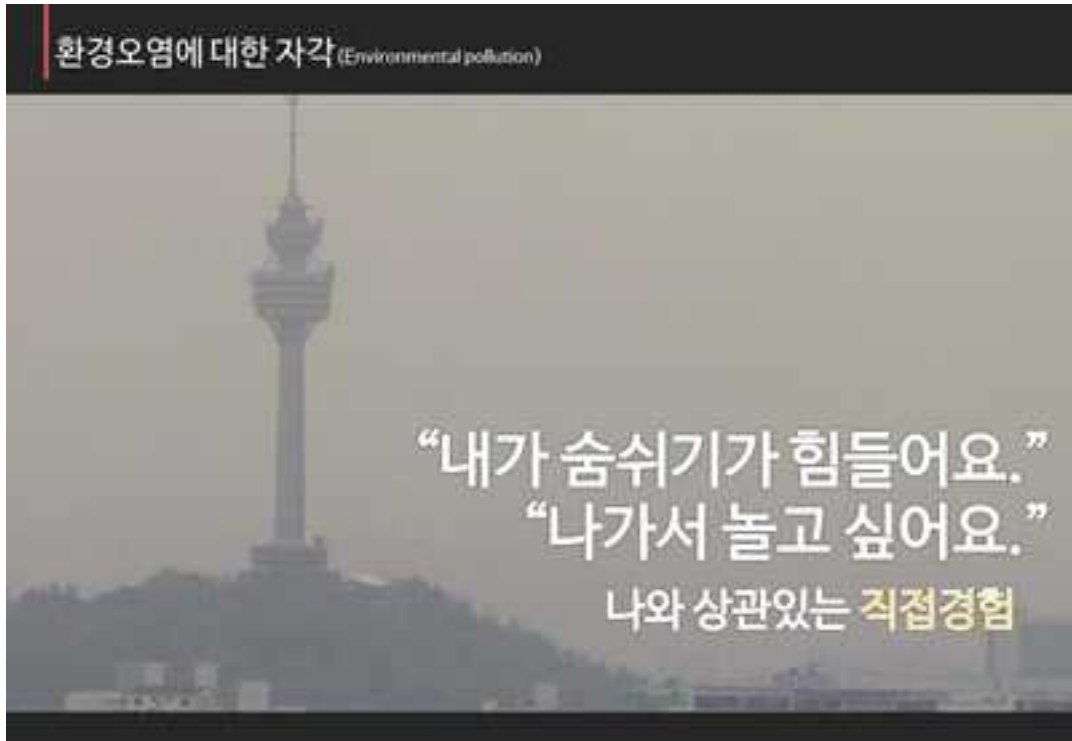 환경오염에 대한 자각 (Environmental pollution)
“내가 숨쉬기가 힘들어요.”
“나가서 놀고 싶어요.”
나와 상관있는 직접경험